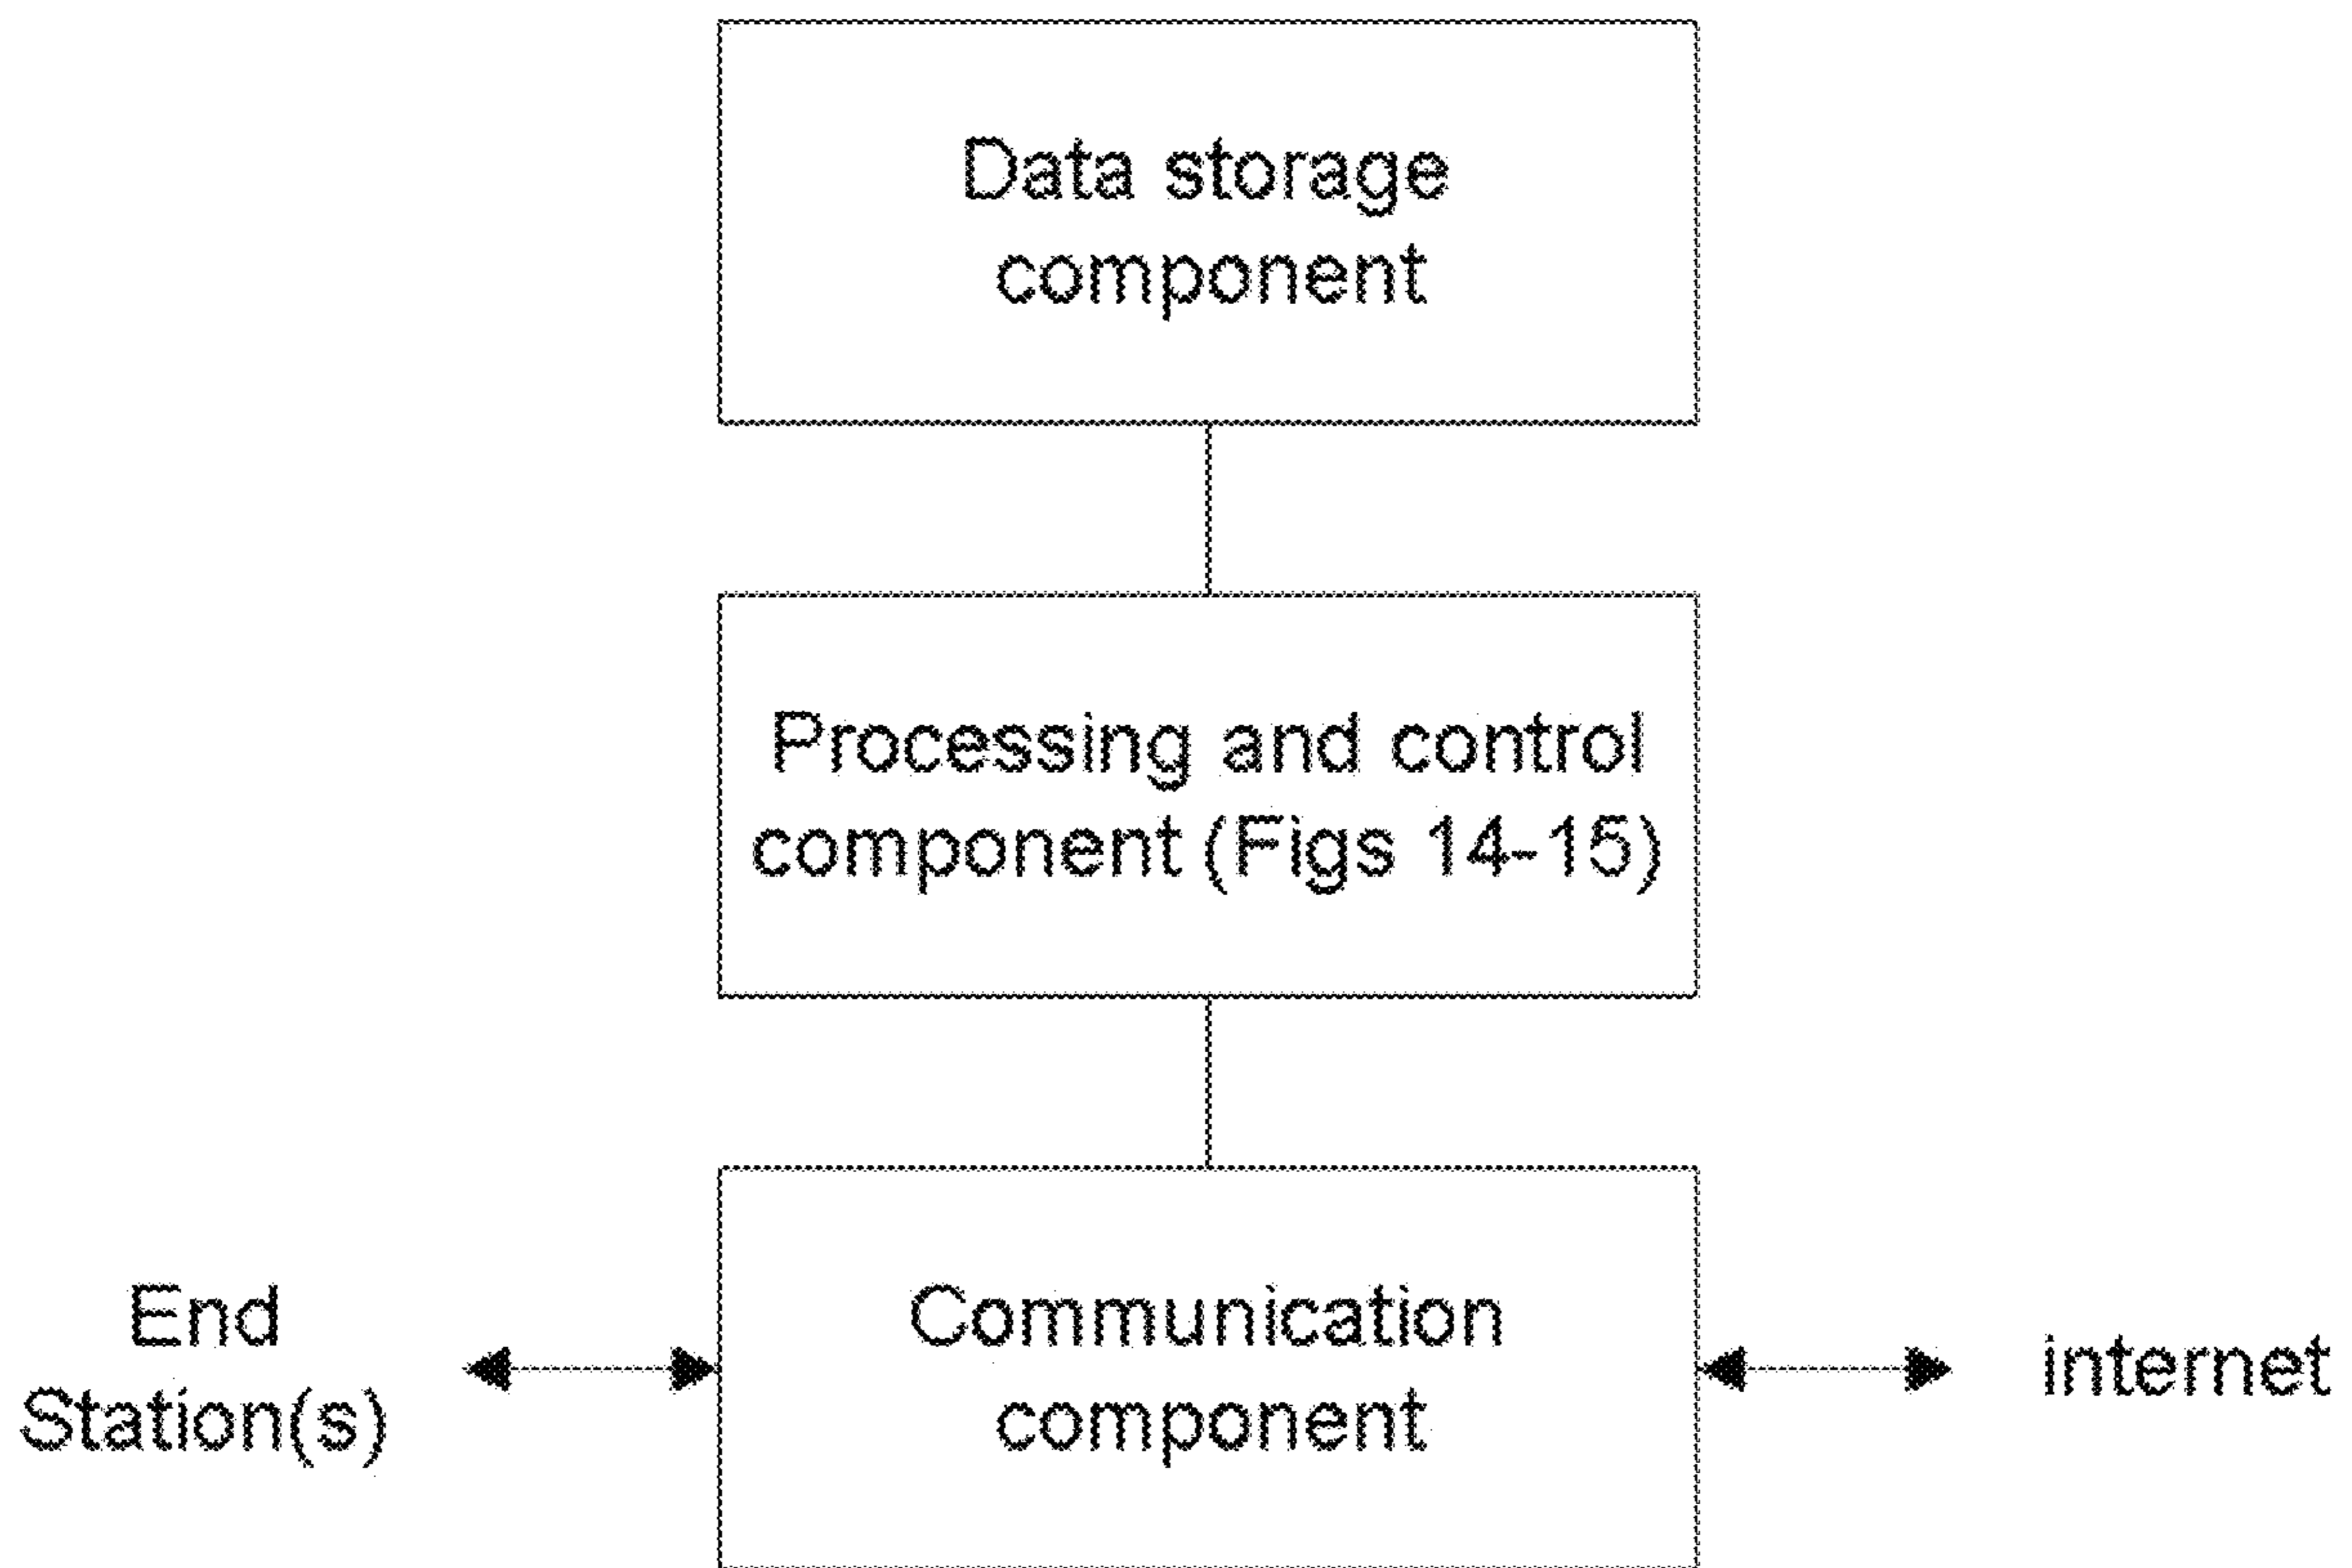 Data storage
component
Processing and control
component (Figs 14-15)
End
Station(s)
Communication
component
internet